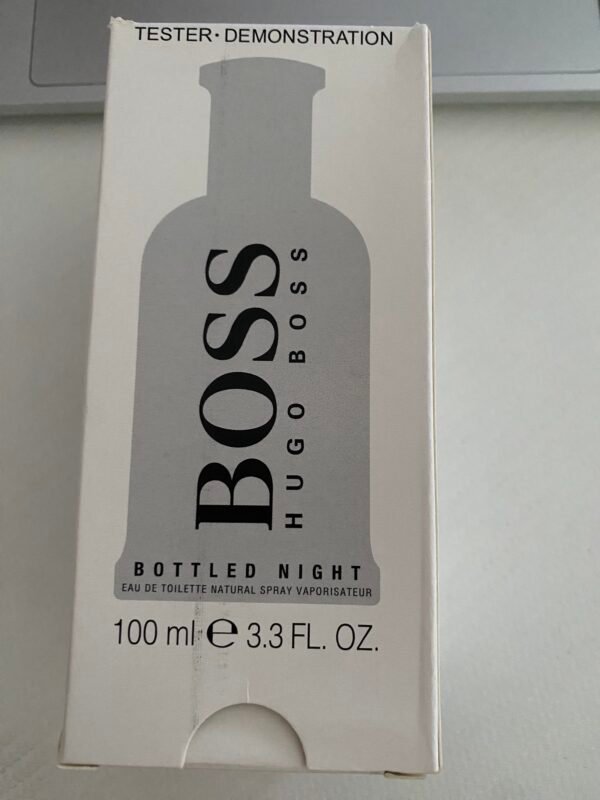 TESTER • DEMONSTRATION
BOSS
HUGO BOSS
BOTTLED NIGHT
EAU DE TOILETTE NATURAL SPRAY VAPORISATEUR
100 ml ℮ 3.3 FL. OZ.